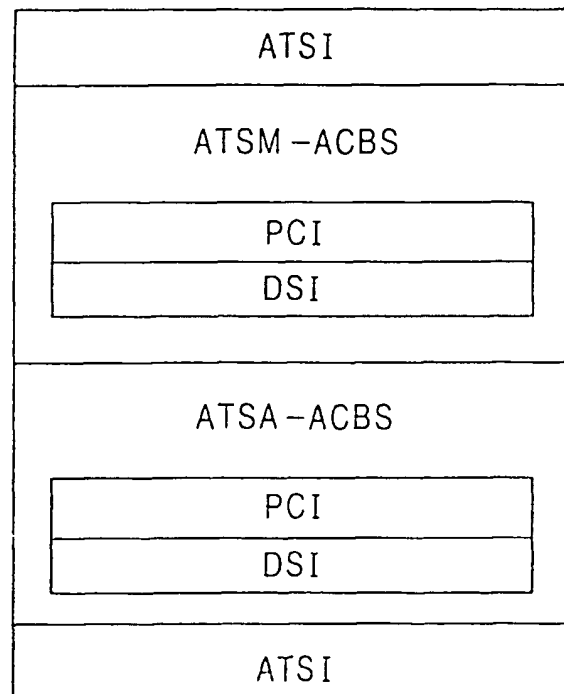 ATSI
ATSM-ACBS
PCI
DSI
ATSA-ACBS
PCI
DSI
ATSI